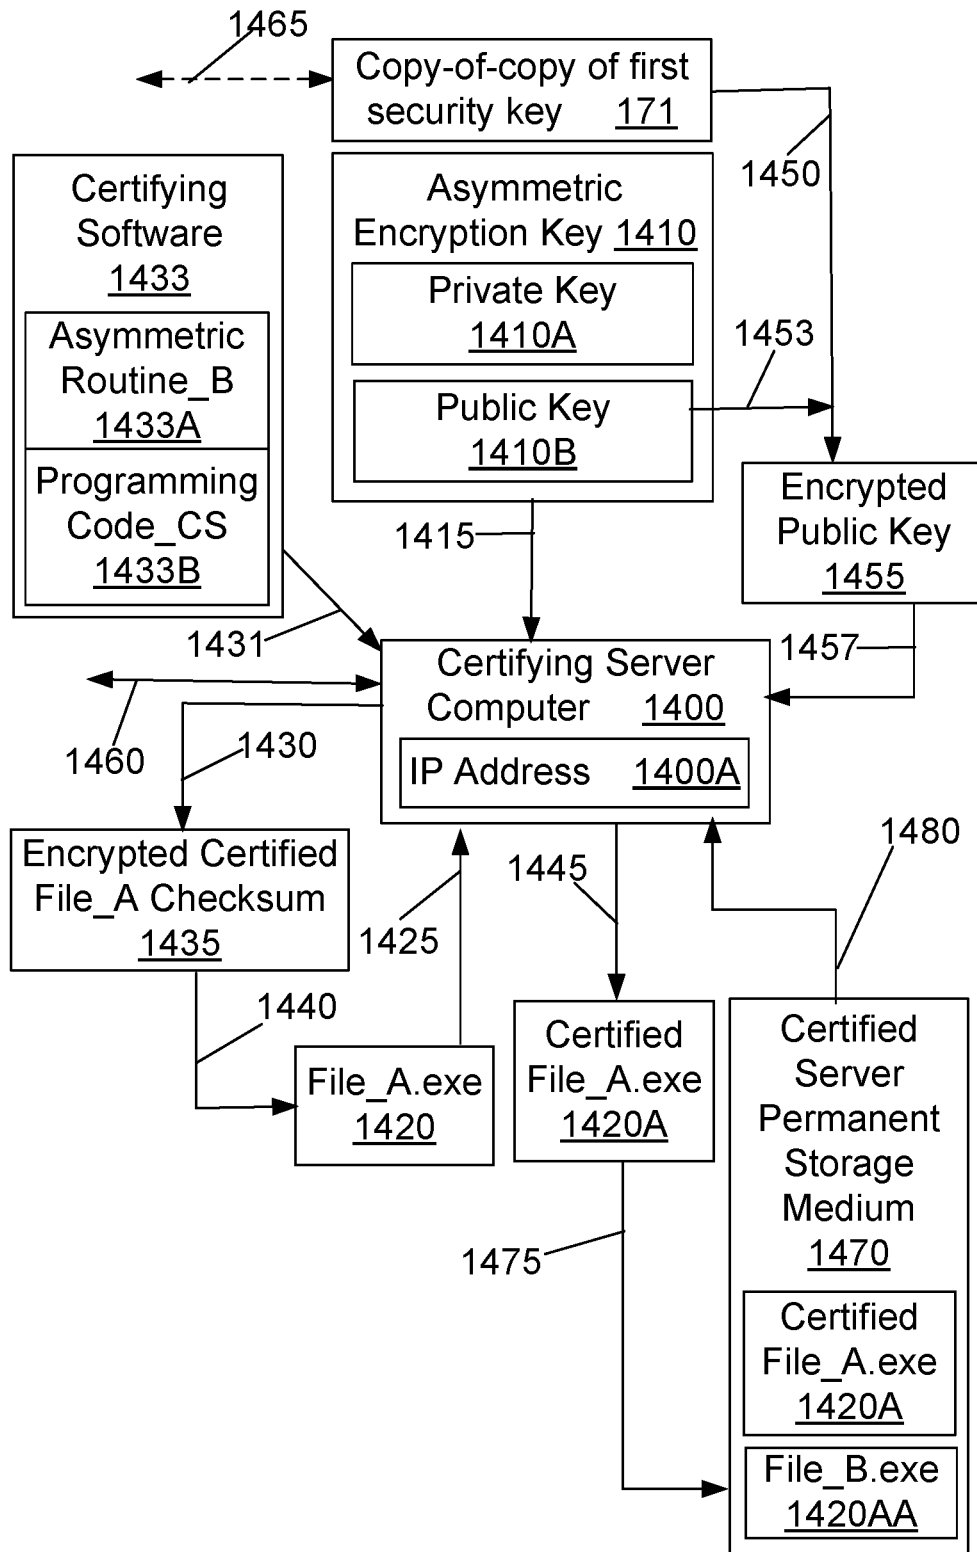 1465
Copy-of-copy of first
security key 171
1450
Certifying
Software
1433
Asymmetric
Routine_B
1433A
Programming
Code_CS
1433B
Asymmetric
Encryption Key 1410
Private Key
1410A
Public Key
1410B
1453
Encrypted
Public Key
1455
1415
1431
1457
Certifying Server
Computer 1400
IP Address 1400A
1460
1430
Encrypted Certified
File_A Checksum
1435
1425
1445
1480
1440
File_A.exe
1420
Certified
File_A.exe
1420A
1475
Certified
Server
Permanent
Storage
Medium
1470
Certified
File_A.exe
1420A
File_B.exe
1420AA